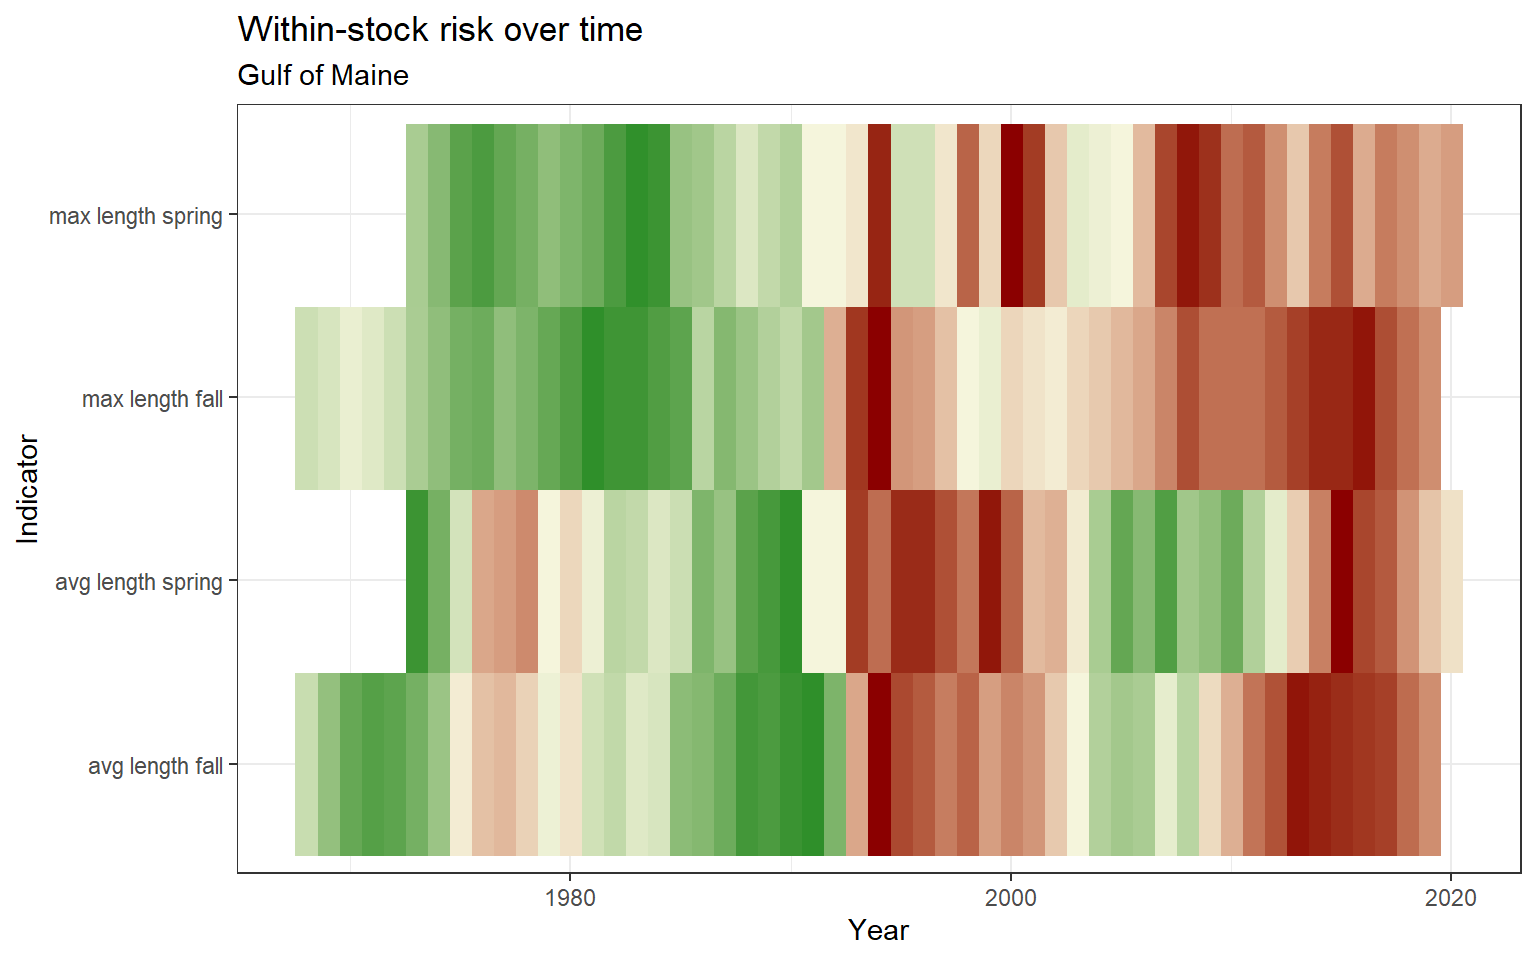 Within-stock risk over time
Gulf of Maine
max length spring
max length fall
avg length spring
avg length fall
Indicator
1980
2000
2020
Year